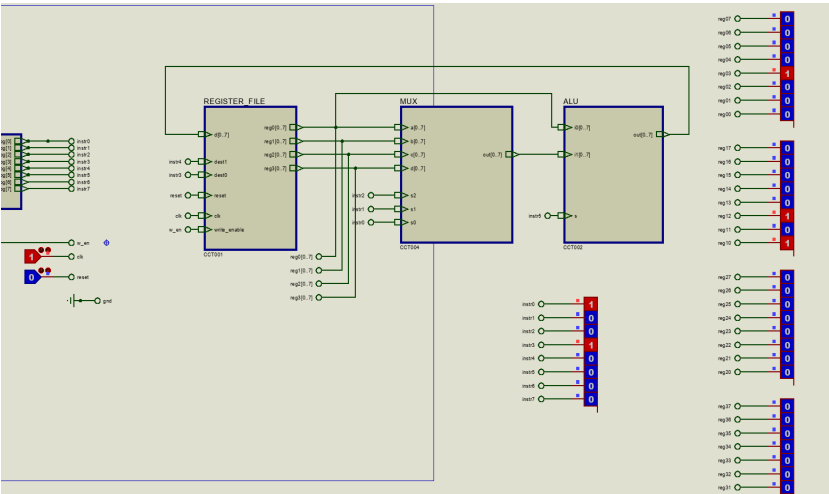 REGISTER_FILE
MUX
ALU
d[0..7]
dest1
dest0
reset
clk
write_enable
reg0[0..7]
reg1[0..7]
reg2[0..7]
reg3[0..7]
CCT001
instr4
instr3
reset
clk
w_en
a[0..7]
b[0..7]
c[0..7]
d[0..7]
s2
s1
s0
out[0..7]
CCT004
instr2
instr1
instr0
i0[0..7]
i1[0..7]
s
out[0..7]
CCT002
instr5
reg0[0..7]
reg1[0..7]
reg2[0..7]
reg3[0..7]
instr0
instr1
instr2
instr3
instr4
instr5
instr6
instr7
w_en
1 clk
0 reset
gnd
instr0 1
instr1 0
instr2 0
instr3 1
instr4 0
instr5 0
instr6 0
instr7 0
reg07 0
reg06 0
reg05 0
reg04 0
reg03 1
reg02 0
reg01 0
reg00 0
reg17 0
reg16 0
reg15 0
reg14 0
reg13 0
reg12 1
reg11 0
reg10 1
reg27 0
reg26 0
reg25 0
reg24 0
reg23 0
reg22 0
reg21 0
reg20 0
reg37 0
reg36 0
reg35 0
reg34 0
reg33 0
reg32 0
reg31 0